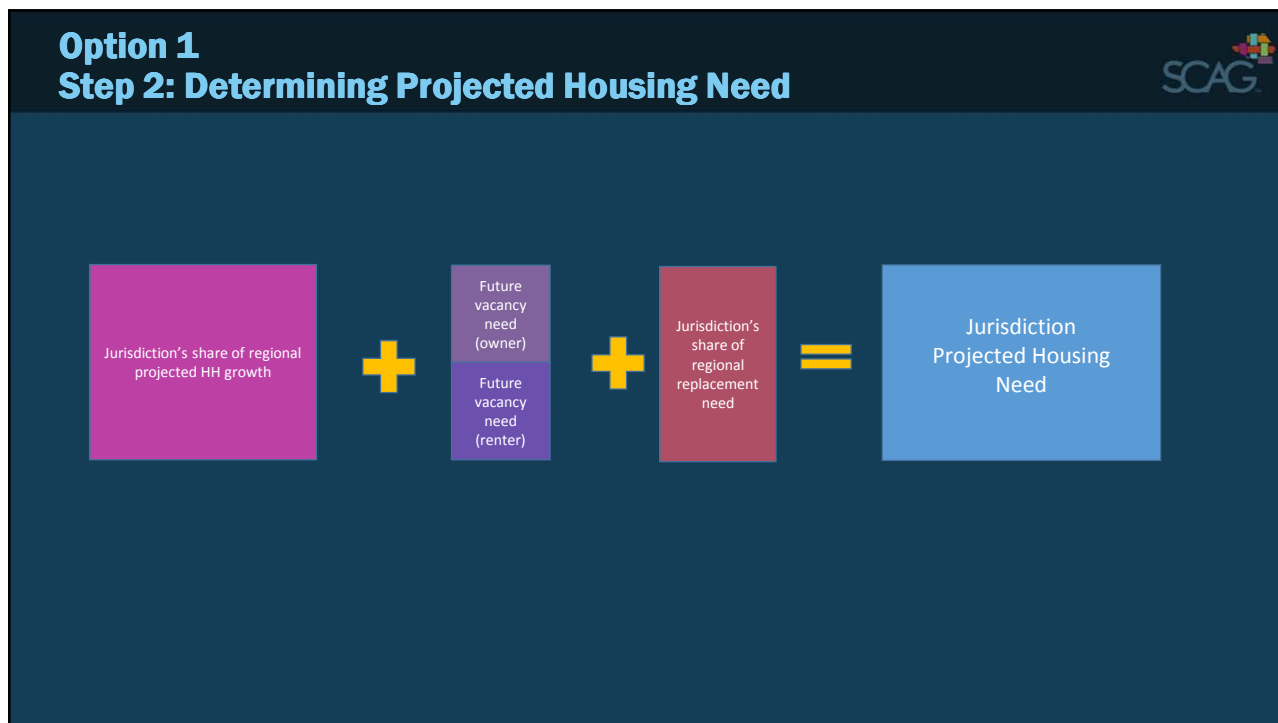 Option 1
Step 2: Determining Projected Housing Need
SCAG
Jurisdiction's share of regional
projected HH growth
Future
vacancy
need
(owner)
Future
vacancy
need
(renter)
Jurisdiction's
share of
regional
replacement
need
Jurisdiction
Projected Housing
Need